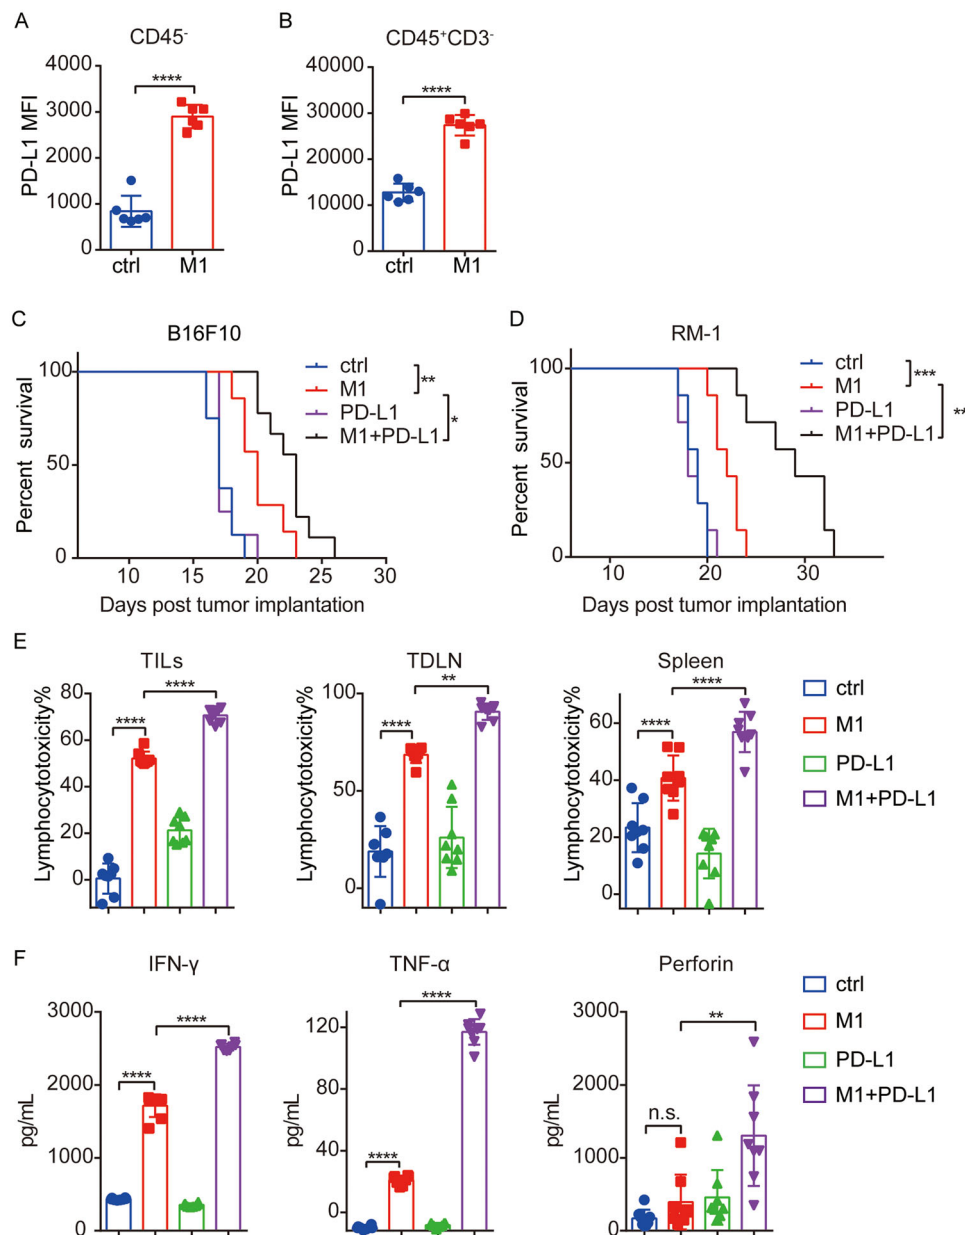 A
CD45-
PD-L1 MFI
4000
3000
2000
1000
0
****
ctrl
M1
B
CD45+CD3-
PD-L1 MFI
40000
30000
20000
10000
0
****
ctrl
M1
C
B16F10
Percent survival
100
50
0
10
15
20
25
30
Days post tumor implantation
ctrl
M1
PD-L1
M1+PD-L1
**
*
D
RM-1
Percent survival
100
50
0
10
20
30
Days post tumor implantation
ctrl
M1
PD-L1
M1+PD-L1
***
**
E
TILs
Lymphocytotoxicity%
80
60
40
20
0
****
****
TDLN
Lymphocytotoxicity%
100
50
0
****
**
Spleen
Lymphocytotoxicity%
60
40
20
0
****
****
ctrl
M1
PD-L1
M1+PD-L1
F
IFN-γ
pg/mL
3000
2000
1000
0
****
****
TNF-α
pg/mL
120
80
40
0
****
****
Perforin
pg/mL
3000
2000
1000
0
n.s.
**
ctrl
M1
PD-L1
M1+PD-L1